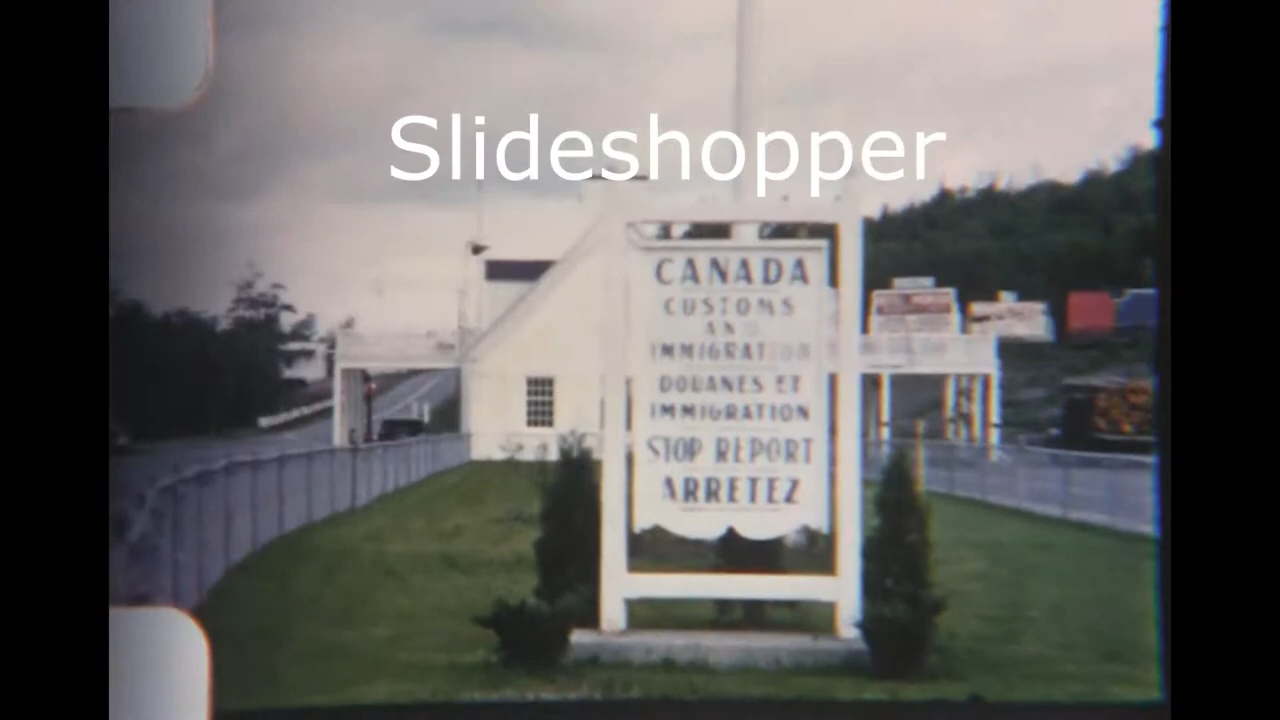 Slideshopper
CANADA
CUSTOMS
AND
IMMIGRATION
DOUANES ET
IMMIGRATION
STOP REPORT
ARRETEZ